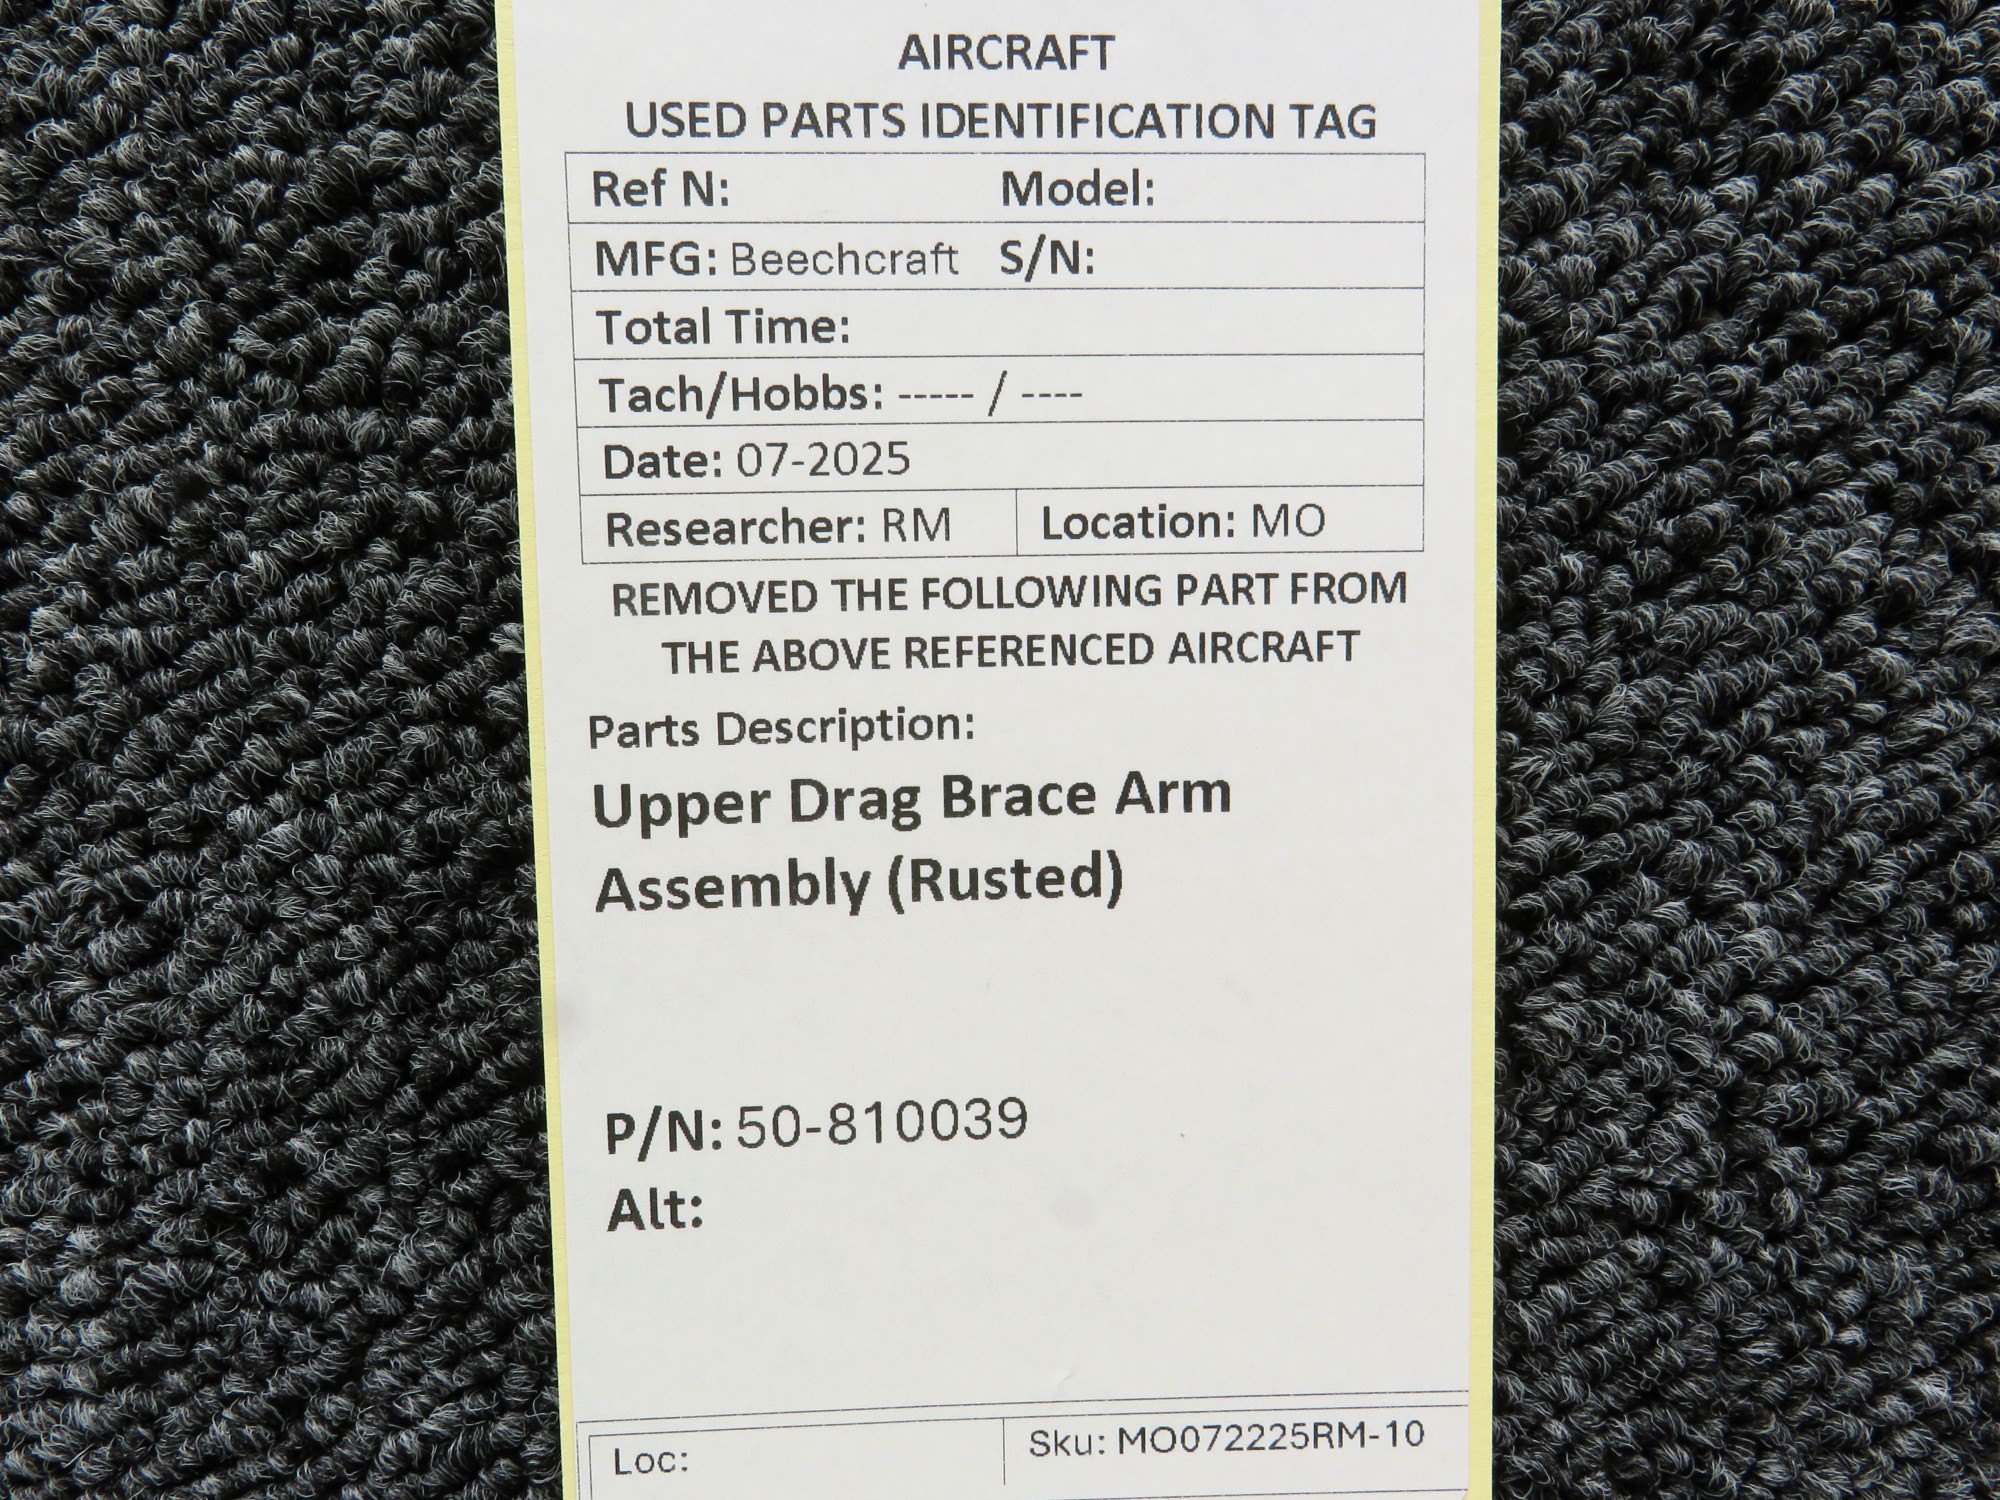 AIRCRAFT
USED PARTS IDENTIFICATION TAG
Ref N: Model:
MFG: Beechcraft S/N:
Total Time:
Tach/Hobbs: ----- / ----
Date: 07-2025
Researcher: RM Location: MO
REMOVED THE FOLLOWING PART FROM
THE ABOVE REFERENCED AIRCRAFT
Parts Description:
Upper Drag Brace Arm
Assembly (Rusted)
P/N: 50-810039
Alt:
Loc: Sku: MO072225RM-10